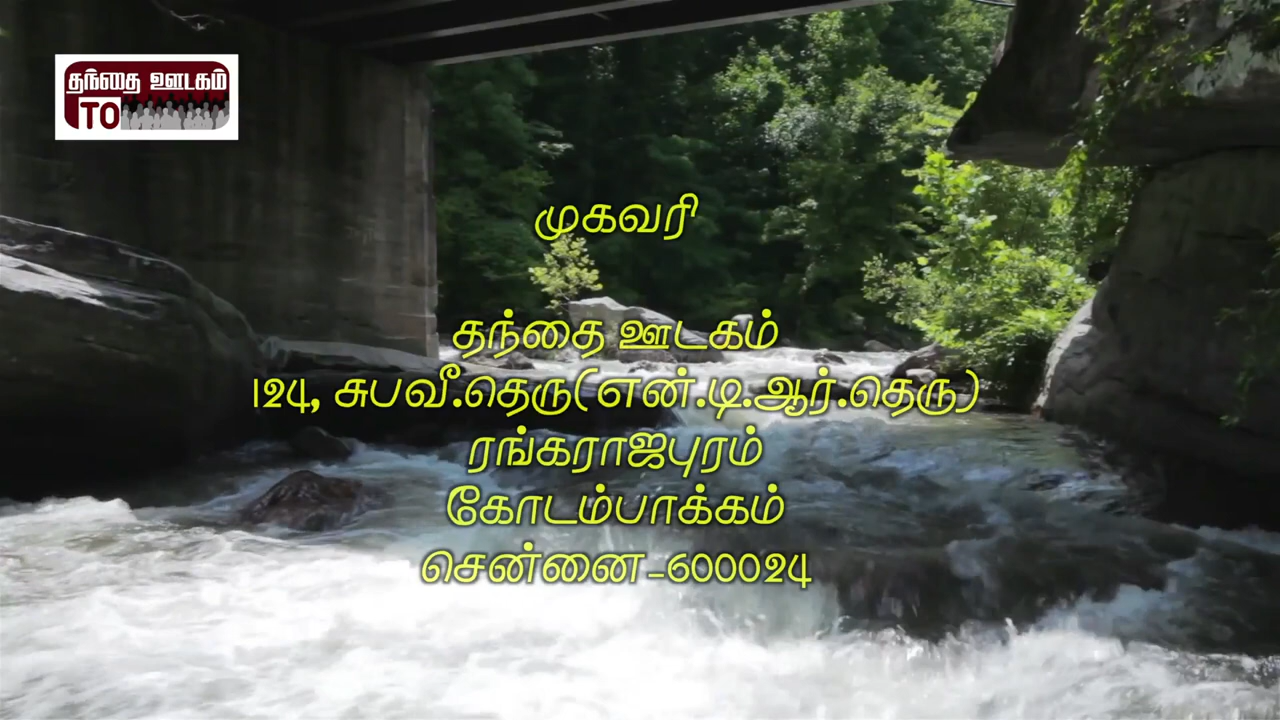 தந்தை ஊடகம்
TO
முகவரி
தந்தை ஊடகம்
124, சுபவீ.தெரு(என்.டி.ஆர்.தெரு)
ரங்கராஜபுரம்
கோடம்பாக்கம்
சென்னை-600024